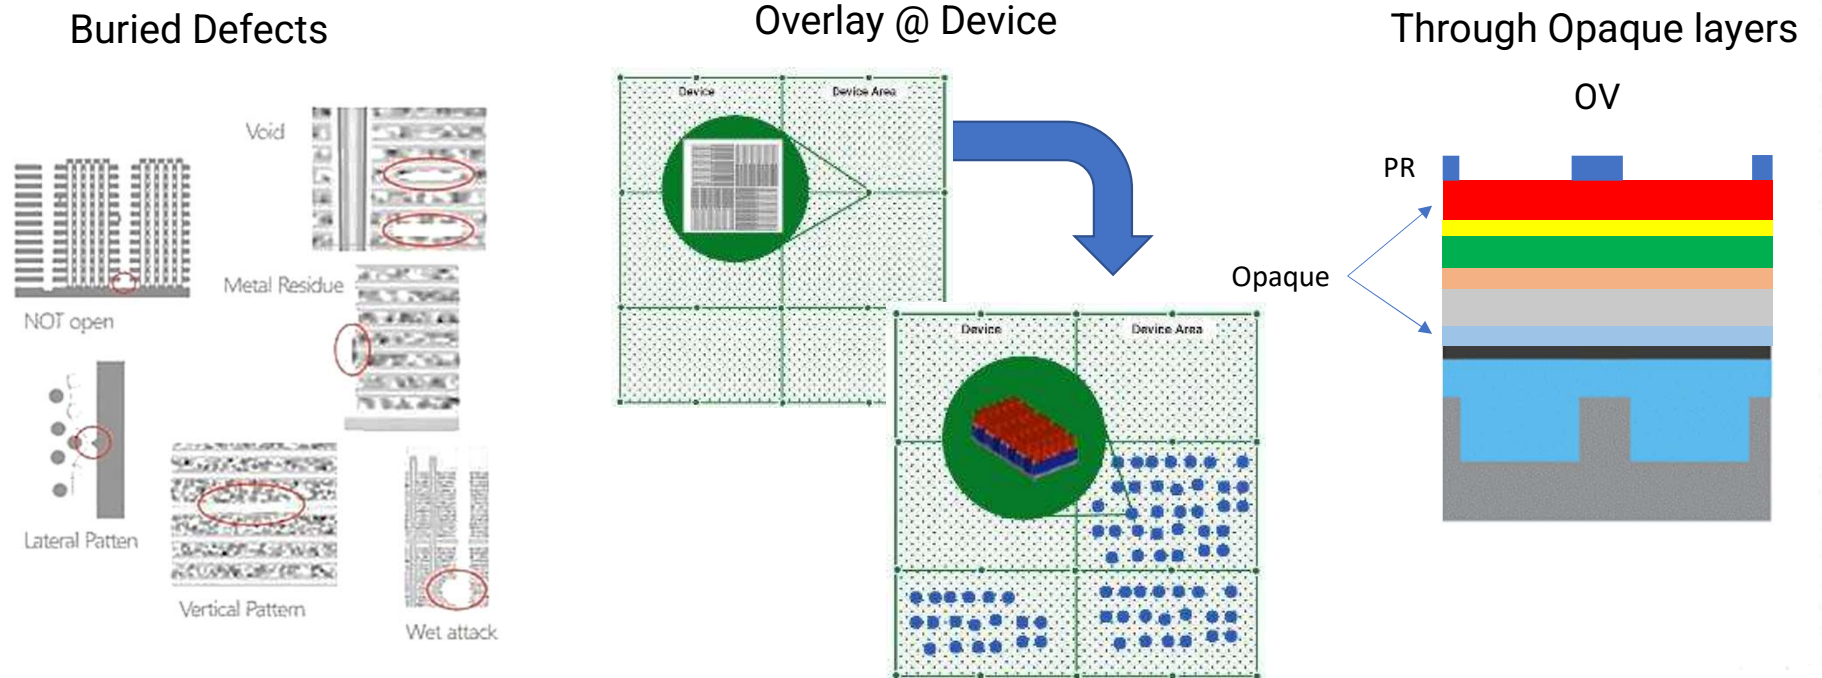 Buried Defects
Void
NOT open
Metal Residue
Lateral Patten
Vertical Pattern
Wet attack
Overlay @ Device
Device
Device Area
Device
Device Area
Through Opaque layers
OV
PR
Opaque